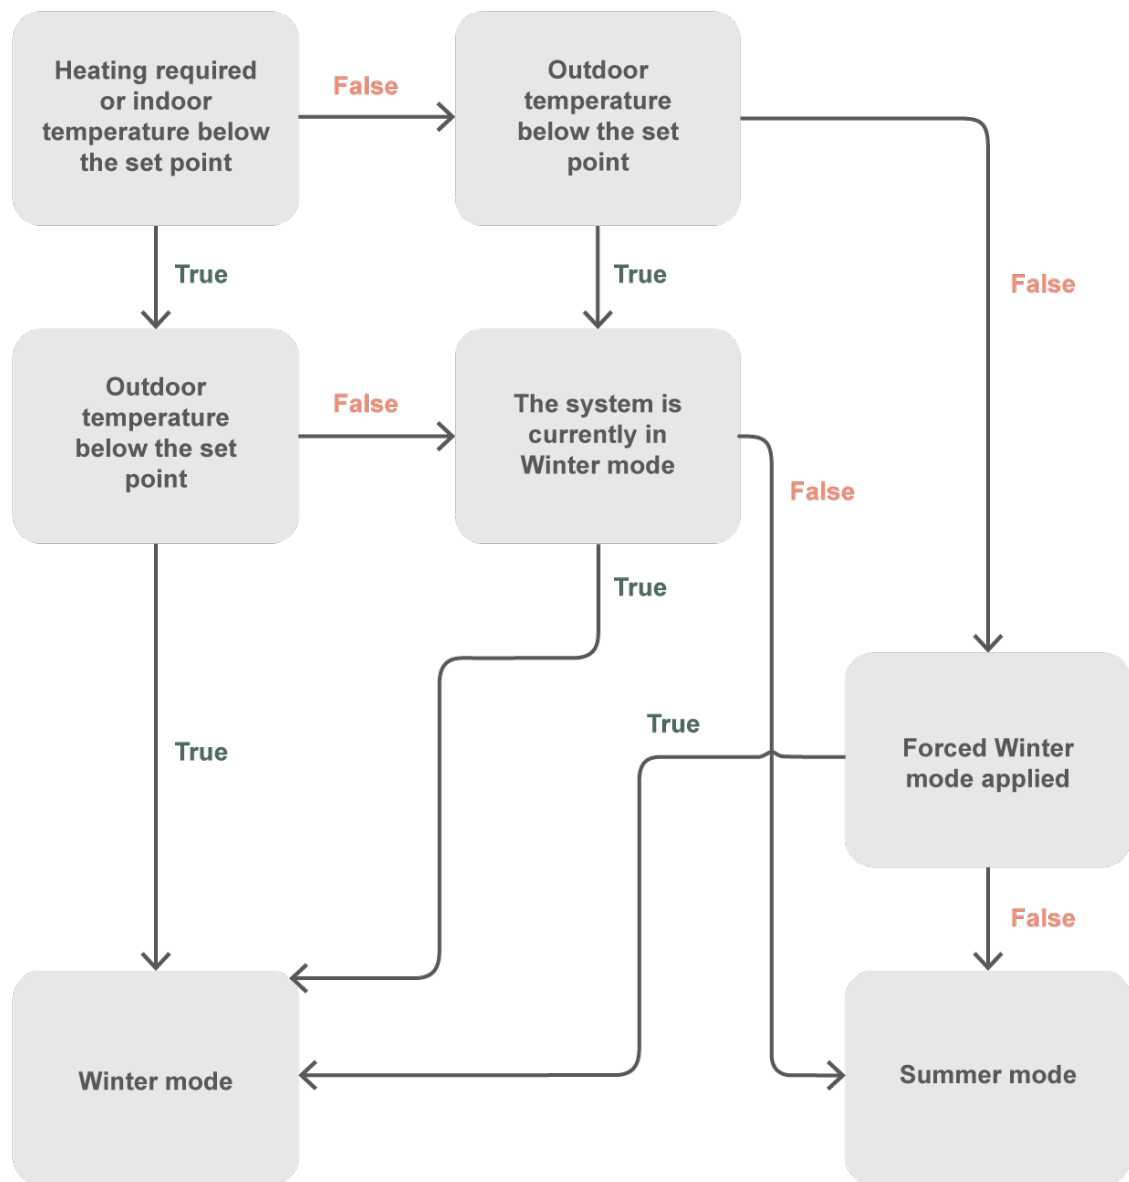 Heating required
or indoor
temperature below
the set point
False
Outdoor
temperature
below the set
point
True
True
False
Outdoor
temperature
below the set
point
False
The system is
currently in
Winter mode
False
True
True
True
Forced Winter
mode applied
False
Winter mode
Summer mode